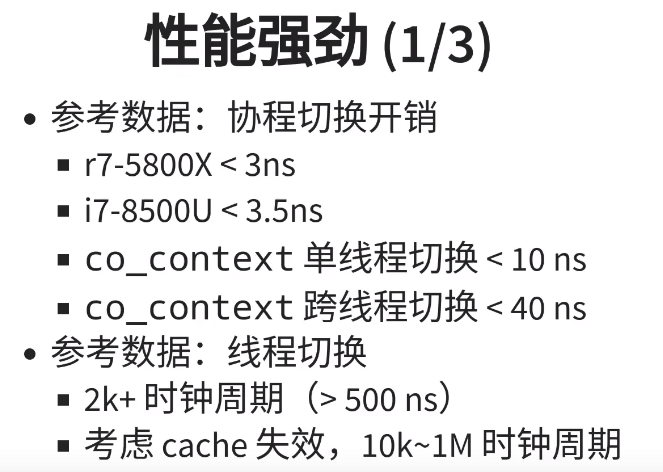 性能强劲 (1/3)
参考数据：协程切换开销
r7-5800X < 3ns
i7-8500U < 3.5ns
co_context 单线程切换 < 10 ns
co_context 跨线程切换 < 40 ns
参考数据：线程切换
2k+ 时钟周期（> 500 ns）
考虑 cache 失效，10k~1M 时钟周期